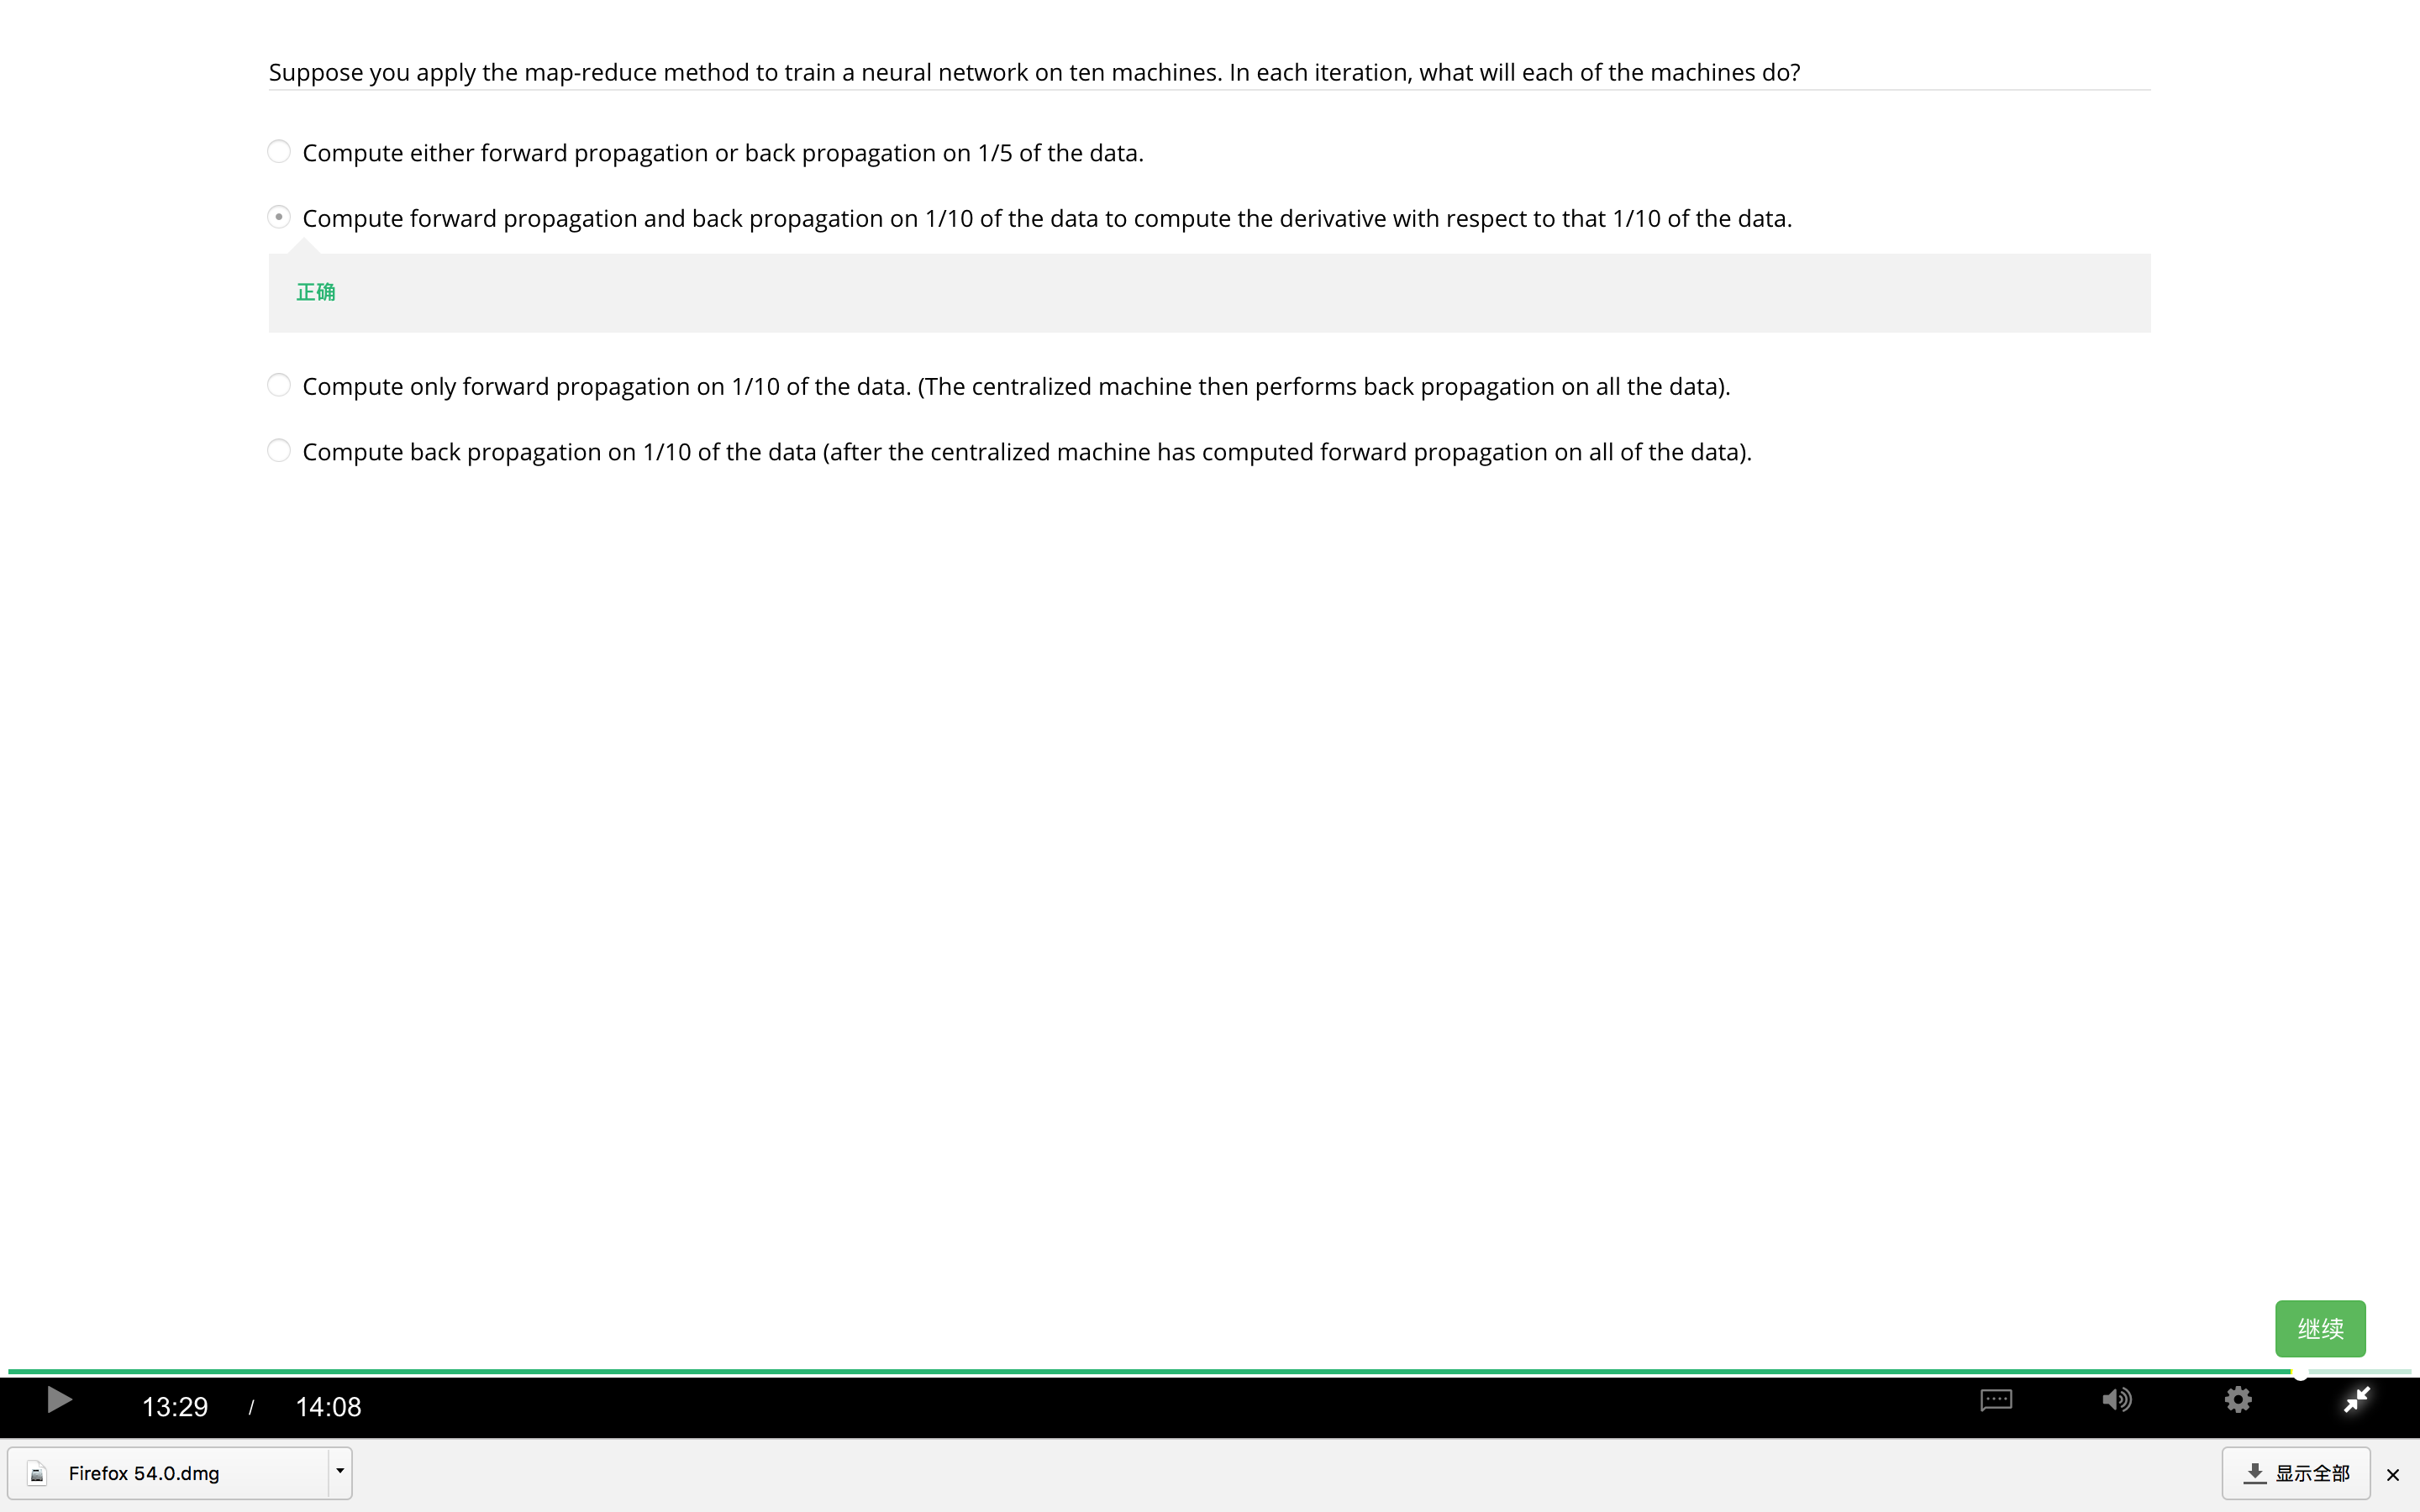 Suppose you apply the map-reduce method to train a neural network on ten machines. In each iteration, what will each of the machines do?
Compute either forward propagation or back propagation on 1/5 of the data.
Compute forward propagation and back propagation on 1/10 of the data to compute the derivative with respect to that 1/10 of the data.
正确
Compute only forward propagation on 1/10 of the data. (The centralized machine then performs back propagation on all the data).
Compute back propagation on 1/10 of the data (after the centralized machine has computed forward propagation on all of the data).
继续
13:29 / 14:08
Firefox 54.0.dmg
显示全部